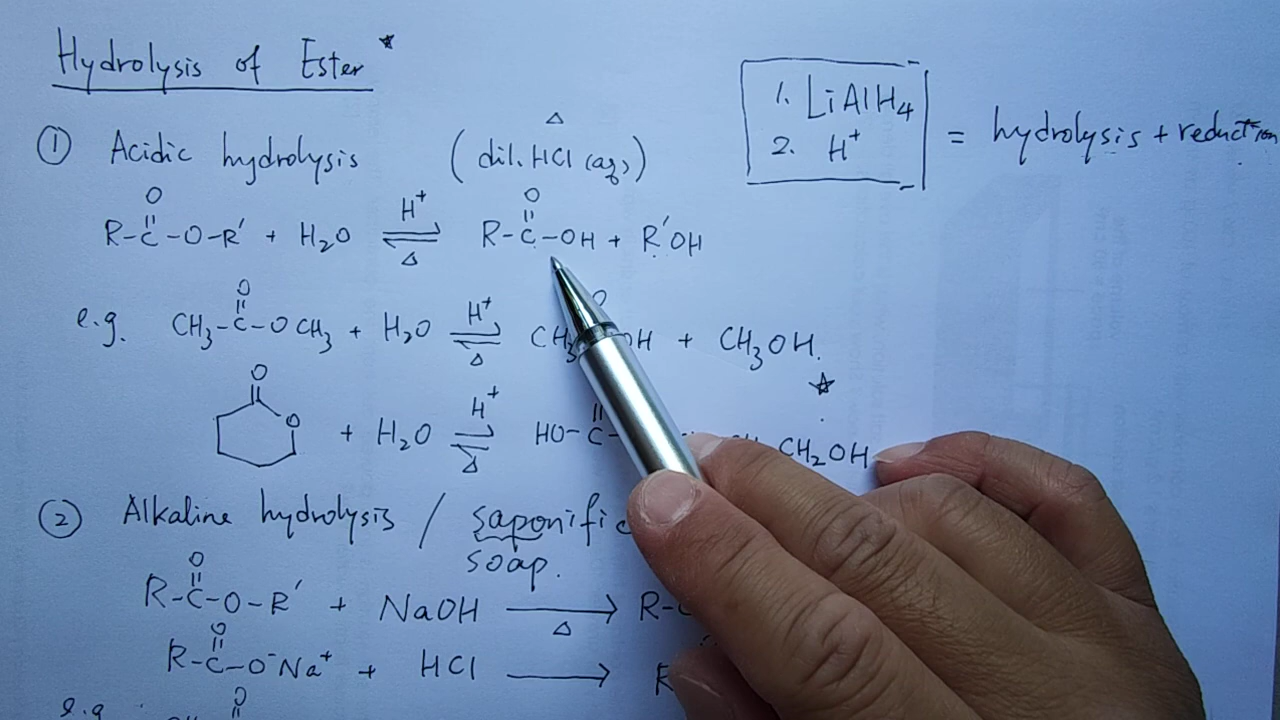 Hydrolysis of Ester *
1. LiAlH4
2. H+
= hydrolysis + reduction
① Acidic hydrolysis (dil. HCl (aq)) Δ
R-C(=O)-O-R' + H2O ⇌ H+ Δ R-C(=O)-OH + R'OH
e.g. CH3-C(=O)-OCH3 + H2O ⇌ H+ Δ CH3 OH + CH3OH.
O O + H2O ⇌ H+ Δ HO-C- CH2OH
② Alkaline hydrolysis /
soap.
R-C(=O)-O-R' + NaOH → Δ R-C
R-C(=O)-O-Na+ + HCl → R
e.g.